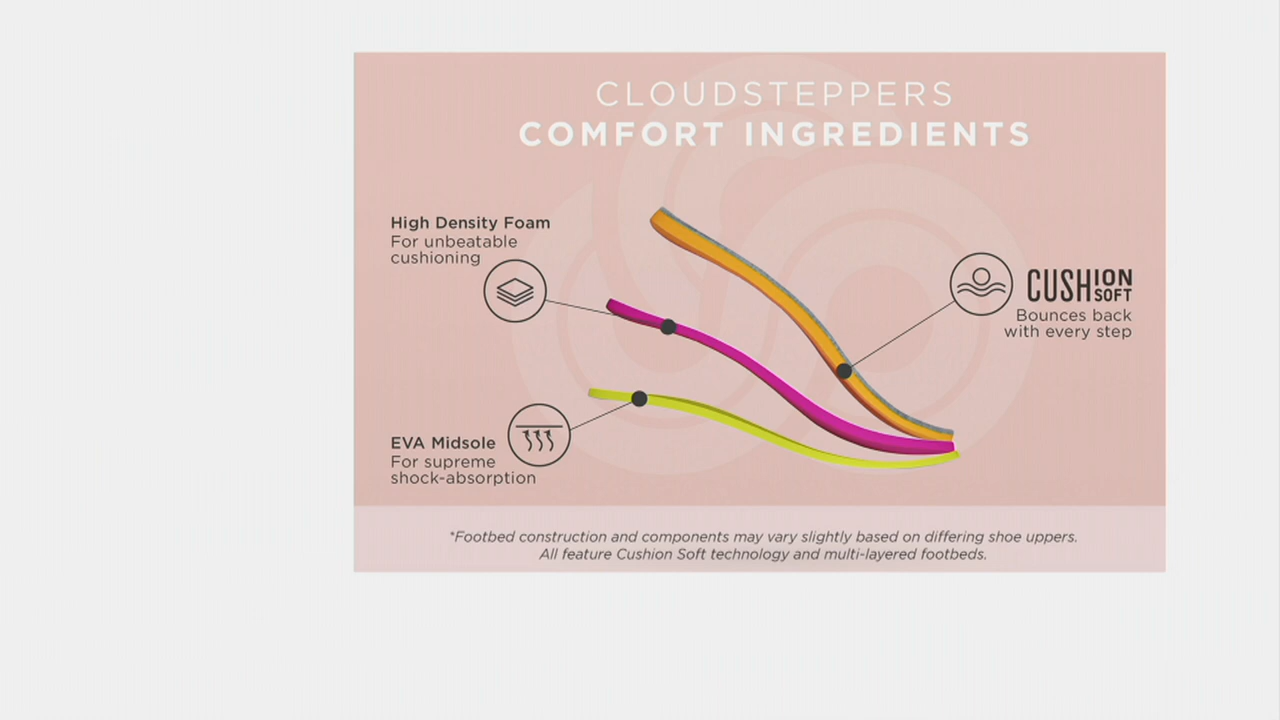 CLOUDSTEPPERS
COMFORT INGREDIENTS
High Density Foam
For unbeatable
cushioning
CUSHION SOFT
Bounces back
with every step
EVA Midsole
For supreme
shock-absorption
*Footbed construction and components may vary slightly based on differing shoe uppers.
All feature Cushion Soft technology and multi-layered footbeds.